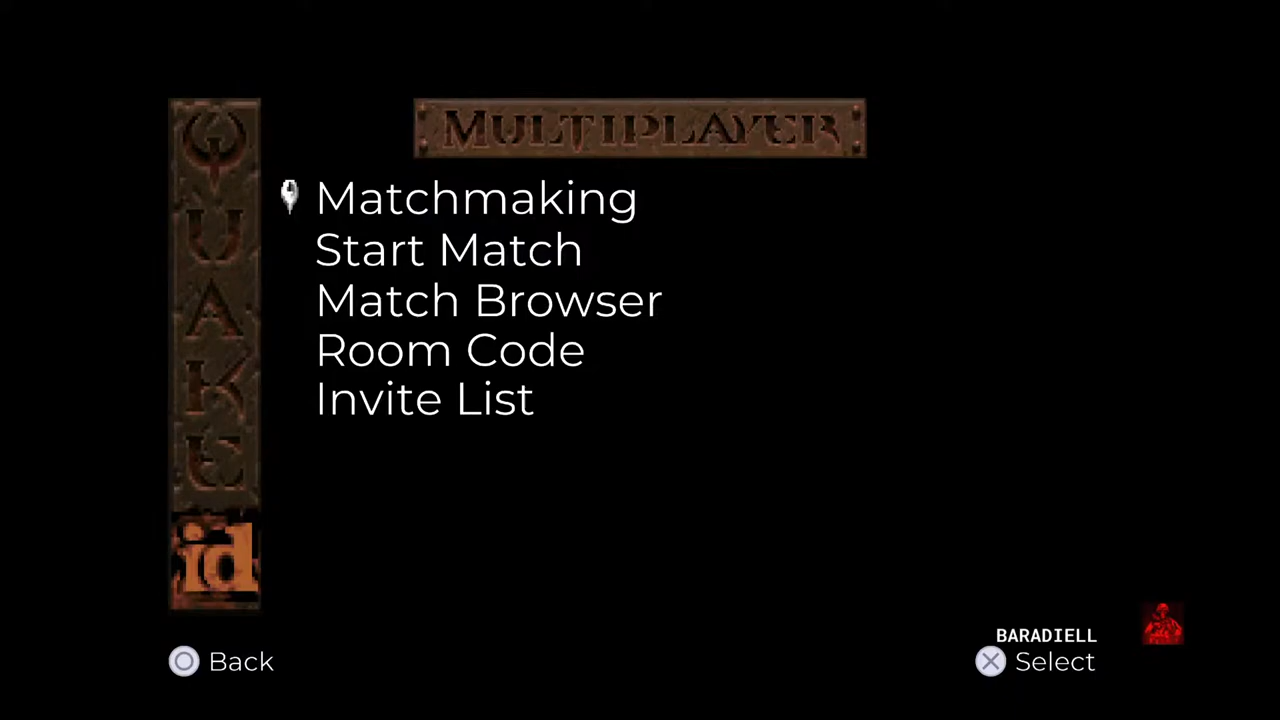 QUAKE
id
MULTIPLAYER
Matchmaking
Start Match
Match Browser
Room Code
Invite List
Back
BARADIELL
Select